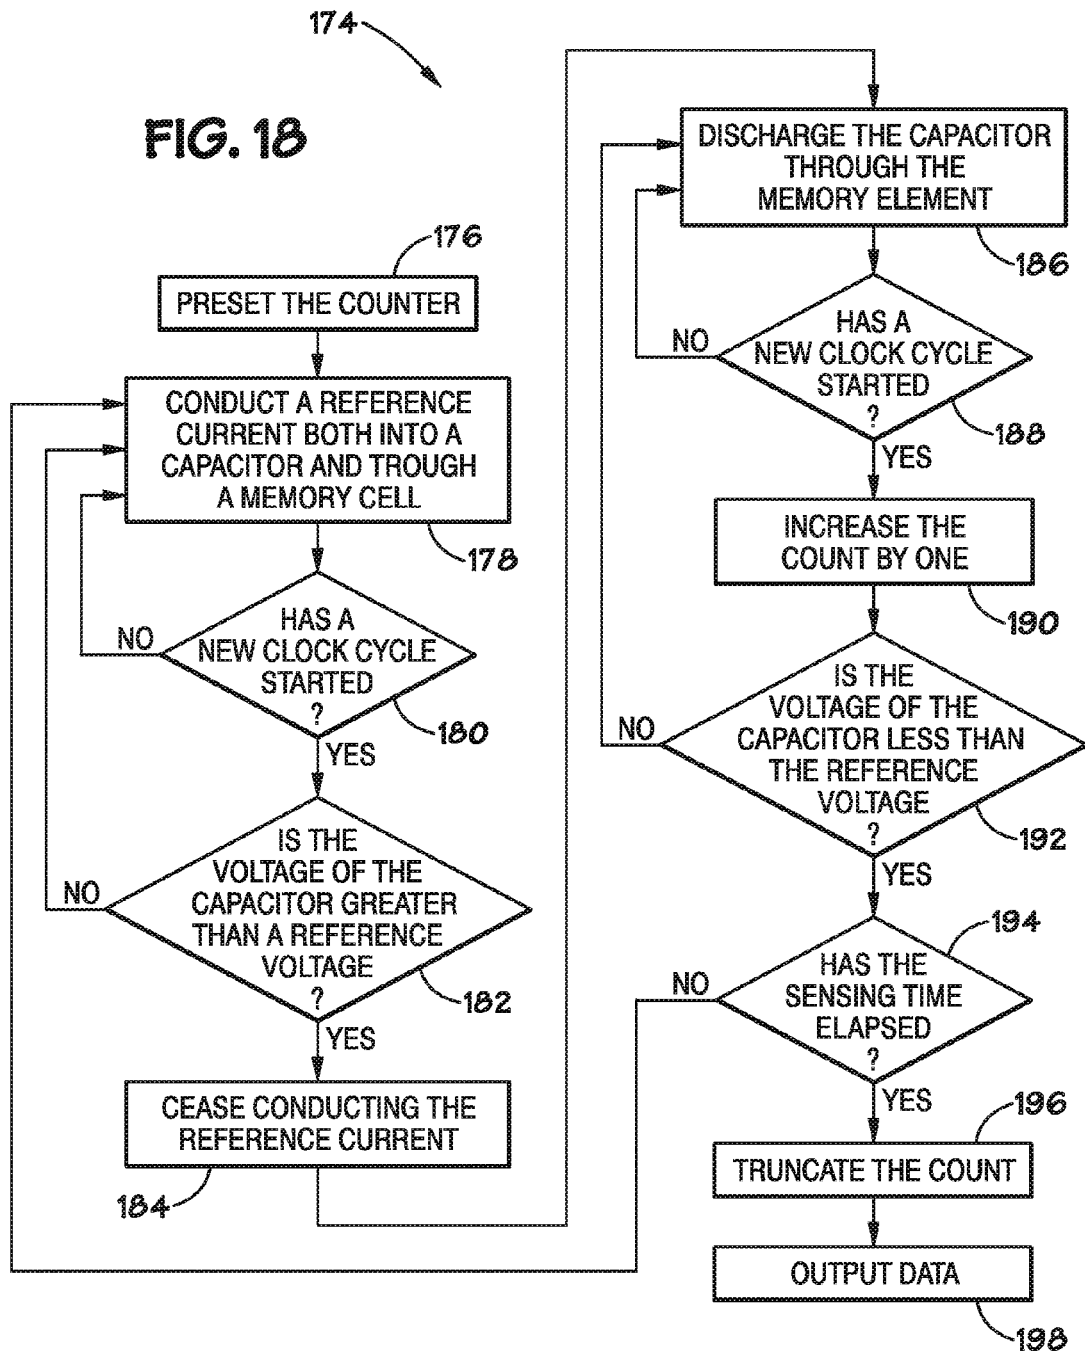 174
FIG. 18
176
PRESET THE COUNTER
CONDUCT A REFERENCE
CURRENT BOTH INTO A
CAPACITOR AND TROUGH
A MEMORY CELL
178
HAS A
NEW CLOCK CYCLE
STARTED
?
NO
180
YES
IS THE
VOLTAGE OF THE
CAPACITOR GREATER
THAN A REFERENCE
VOLTAGE
?
NO
182
YES
CEASE CONDUCTING THE
REFERENCE CURRENT
184
DISCHARGE THE CAPACITOR
THROUGH THE
MEMORY ELEMENT
186
HAS A
NEW CLOCK CYCLE
STARTED
?
NO
188
YES
INCREASE THE
COUNT BY ONE
190
IS THE
VOLTAGE OF THE
CAPACITOR LESS THAN
THE REFERENCE
VOLTAGE
?
NO
192
YES
194
HAS THE
SENSING TIME
ELAPSED
?
NO
YES
196
TRUNCATE THE COUNT
OUTPUT DATA
198